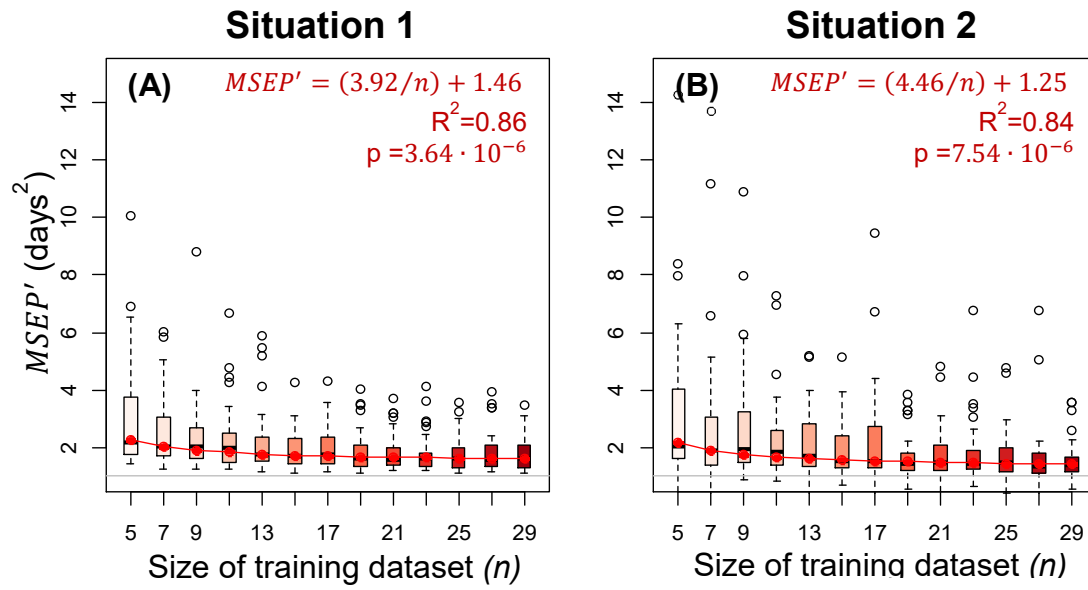 Situation 1
Situation 2
(A)
MSEP′ = (3.92/n) + 1.46
R²=0.86
p =3.64 · 10⁻⁶
(B)
MSEP′ = (4.46/n) + 1.25
R²=0.84
p =7.54 · 10⁻⁶
MSEP′ (days²)
14
12
10
8
6
4
2
14
12
10
8
6
4
2
5 7 9 13 17 21 25 29
5 7 9 13 17 21 25 29
Size of training dataset (n)
Size of training dataset (n)